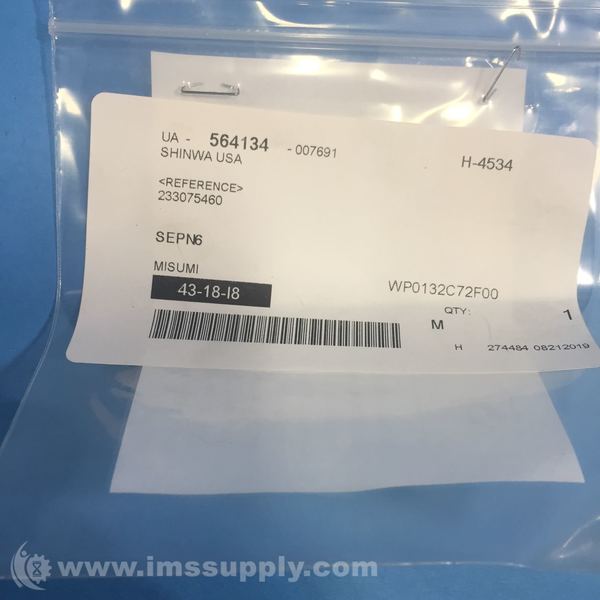 UA - 564134 - 007691
SHINWA USA
H-4534
<REFERENCE>
233075460
SEPN6
MISUMI
43-18-I8
WP0132C72F00
QTY:
M 1
H 274484 08212019
www.imssupply.com